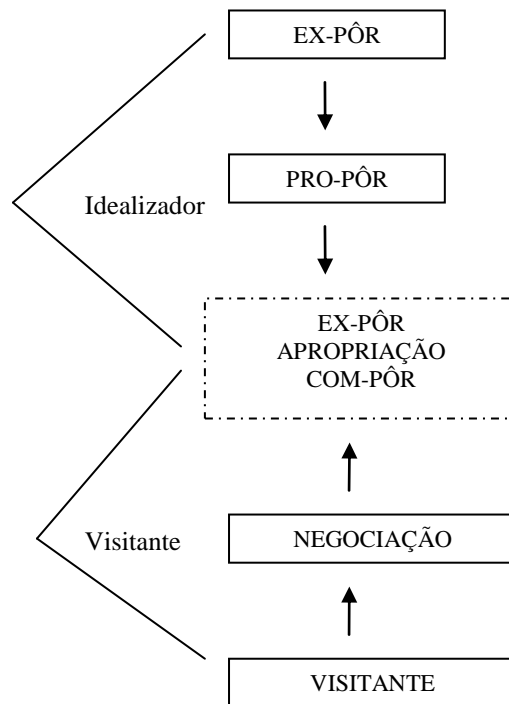 EX-PÔR
PRO-PÔR
Idealizador
EX-PÔR
APROPRIAÇÃO
COM-PÔR
Visitante
NEGOCIAÇÃO
VISITANTE